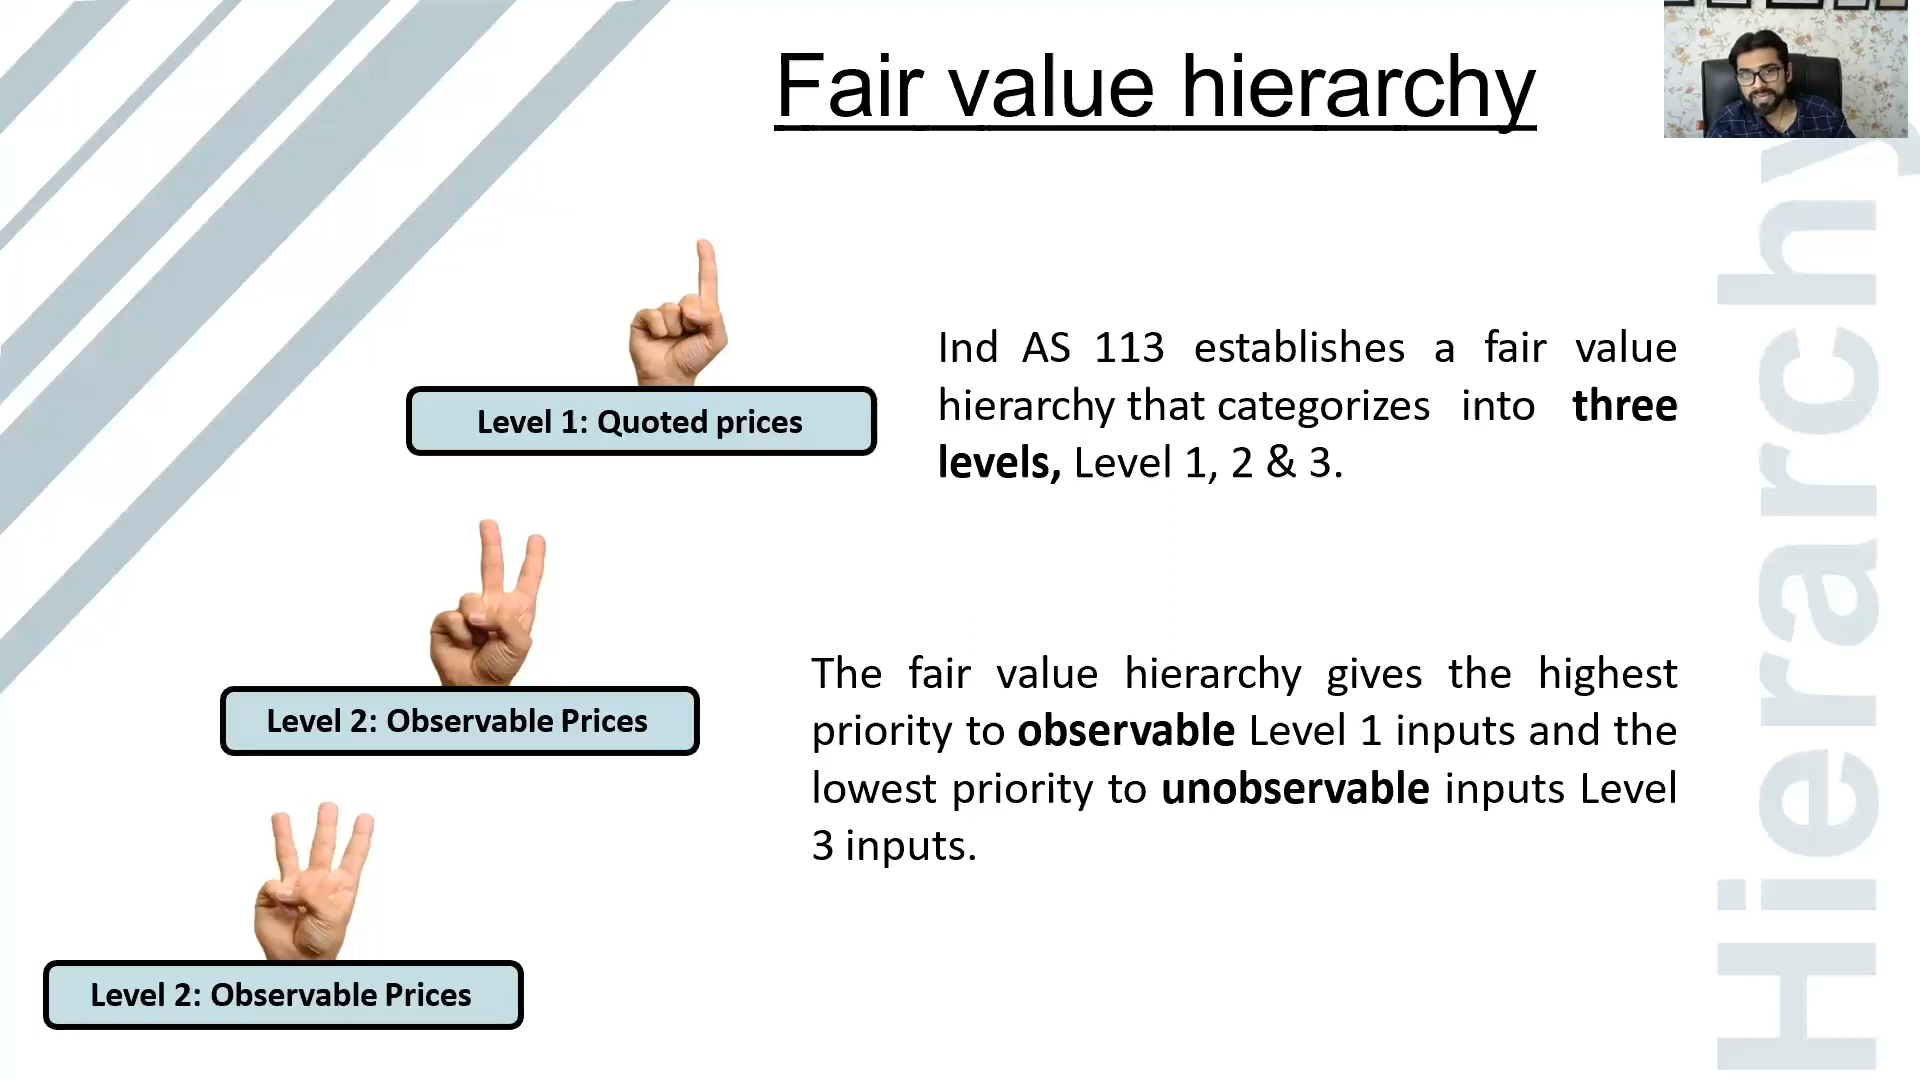 Fair value hierarchy
Level 1: Quoted prices
Ind AS 113 establishes a fair value
hierarchy that categorizes into three
levels, Level 1, 2 & 3.
Level 2: Observable Prices
The fair value hierarchy gives the highest
priority to observable Level 1 inputs and the
lowest priority to unobservable inputs Level
3 inputs.
Level 2: Observable Prices
Hierarchy